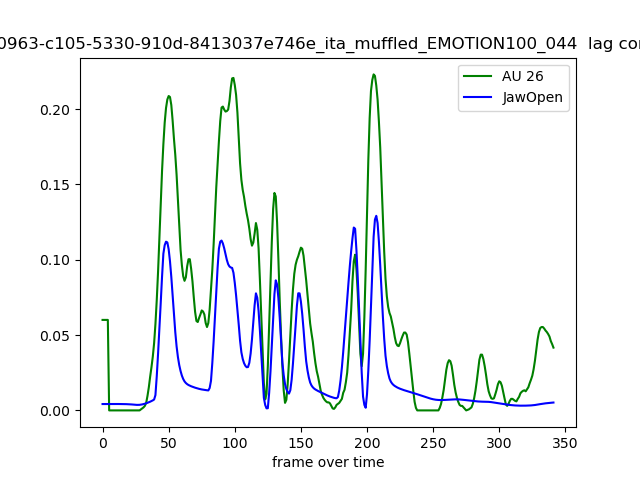 0963-c105-5330-910d-8413037e746e_ita_muffled_EMOTION100_044 lag
AU 26
JawOpen
0.20
0.15
0.10
0.05
0.00
0 50 100 150 200 250 300 350
frame over time